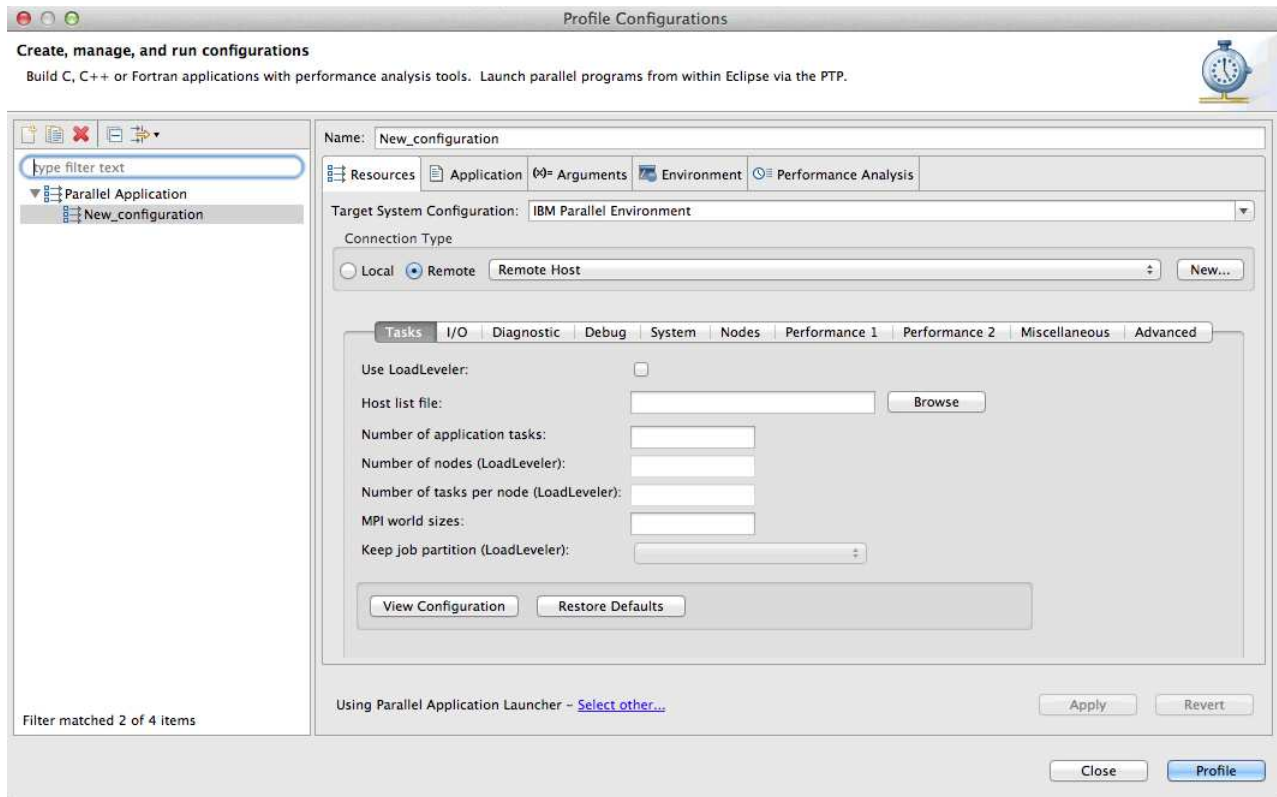 Profile Configurations
Create, manage, and run configurations
Build C, C++ or Fortran applications with performance analysis tools. Launch parallel programs from within Eclipse via the PTP.
type filter text
Parallel Application
New_configuration
Filter matched 2 of 4 items
Name: New_configuration
Resources Application (x)= Arguments Environment Performance Analysis
Target System Configuration: IBM Parallel Environment
Connection Type
Local Remote Remote Host New...
Tasks I/O Diagnostic Debug System Nodes Performance 1 Performance 2 Miscellaneous Advanced
Use LoadLeveler:
Host list file: Browse
Number of application tasks:
Number of nodes (LoadLeveler):
Number of tasks per node (LoadLeveler):
MPI world sizes:
Keep job partition (LoadLeveler):
View Configuration Restore Defaults
Using Parallel Application Launcher – Select other...
Apply Revert
Close Profile